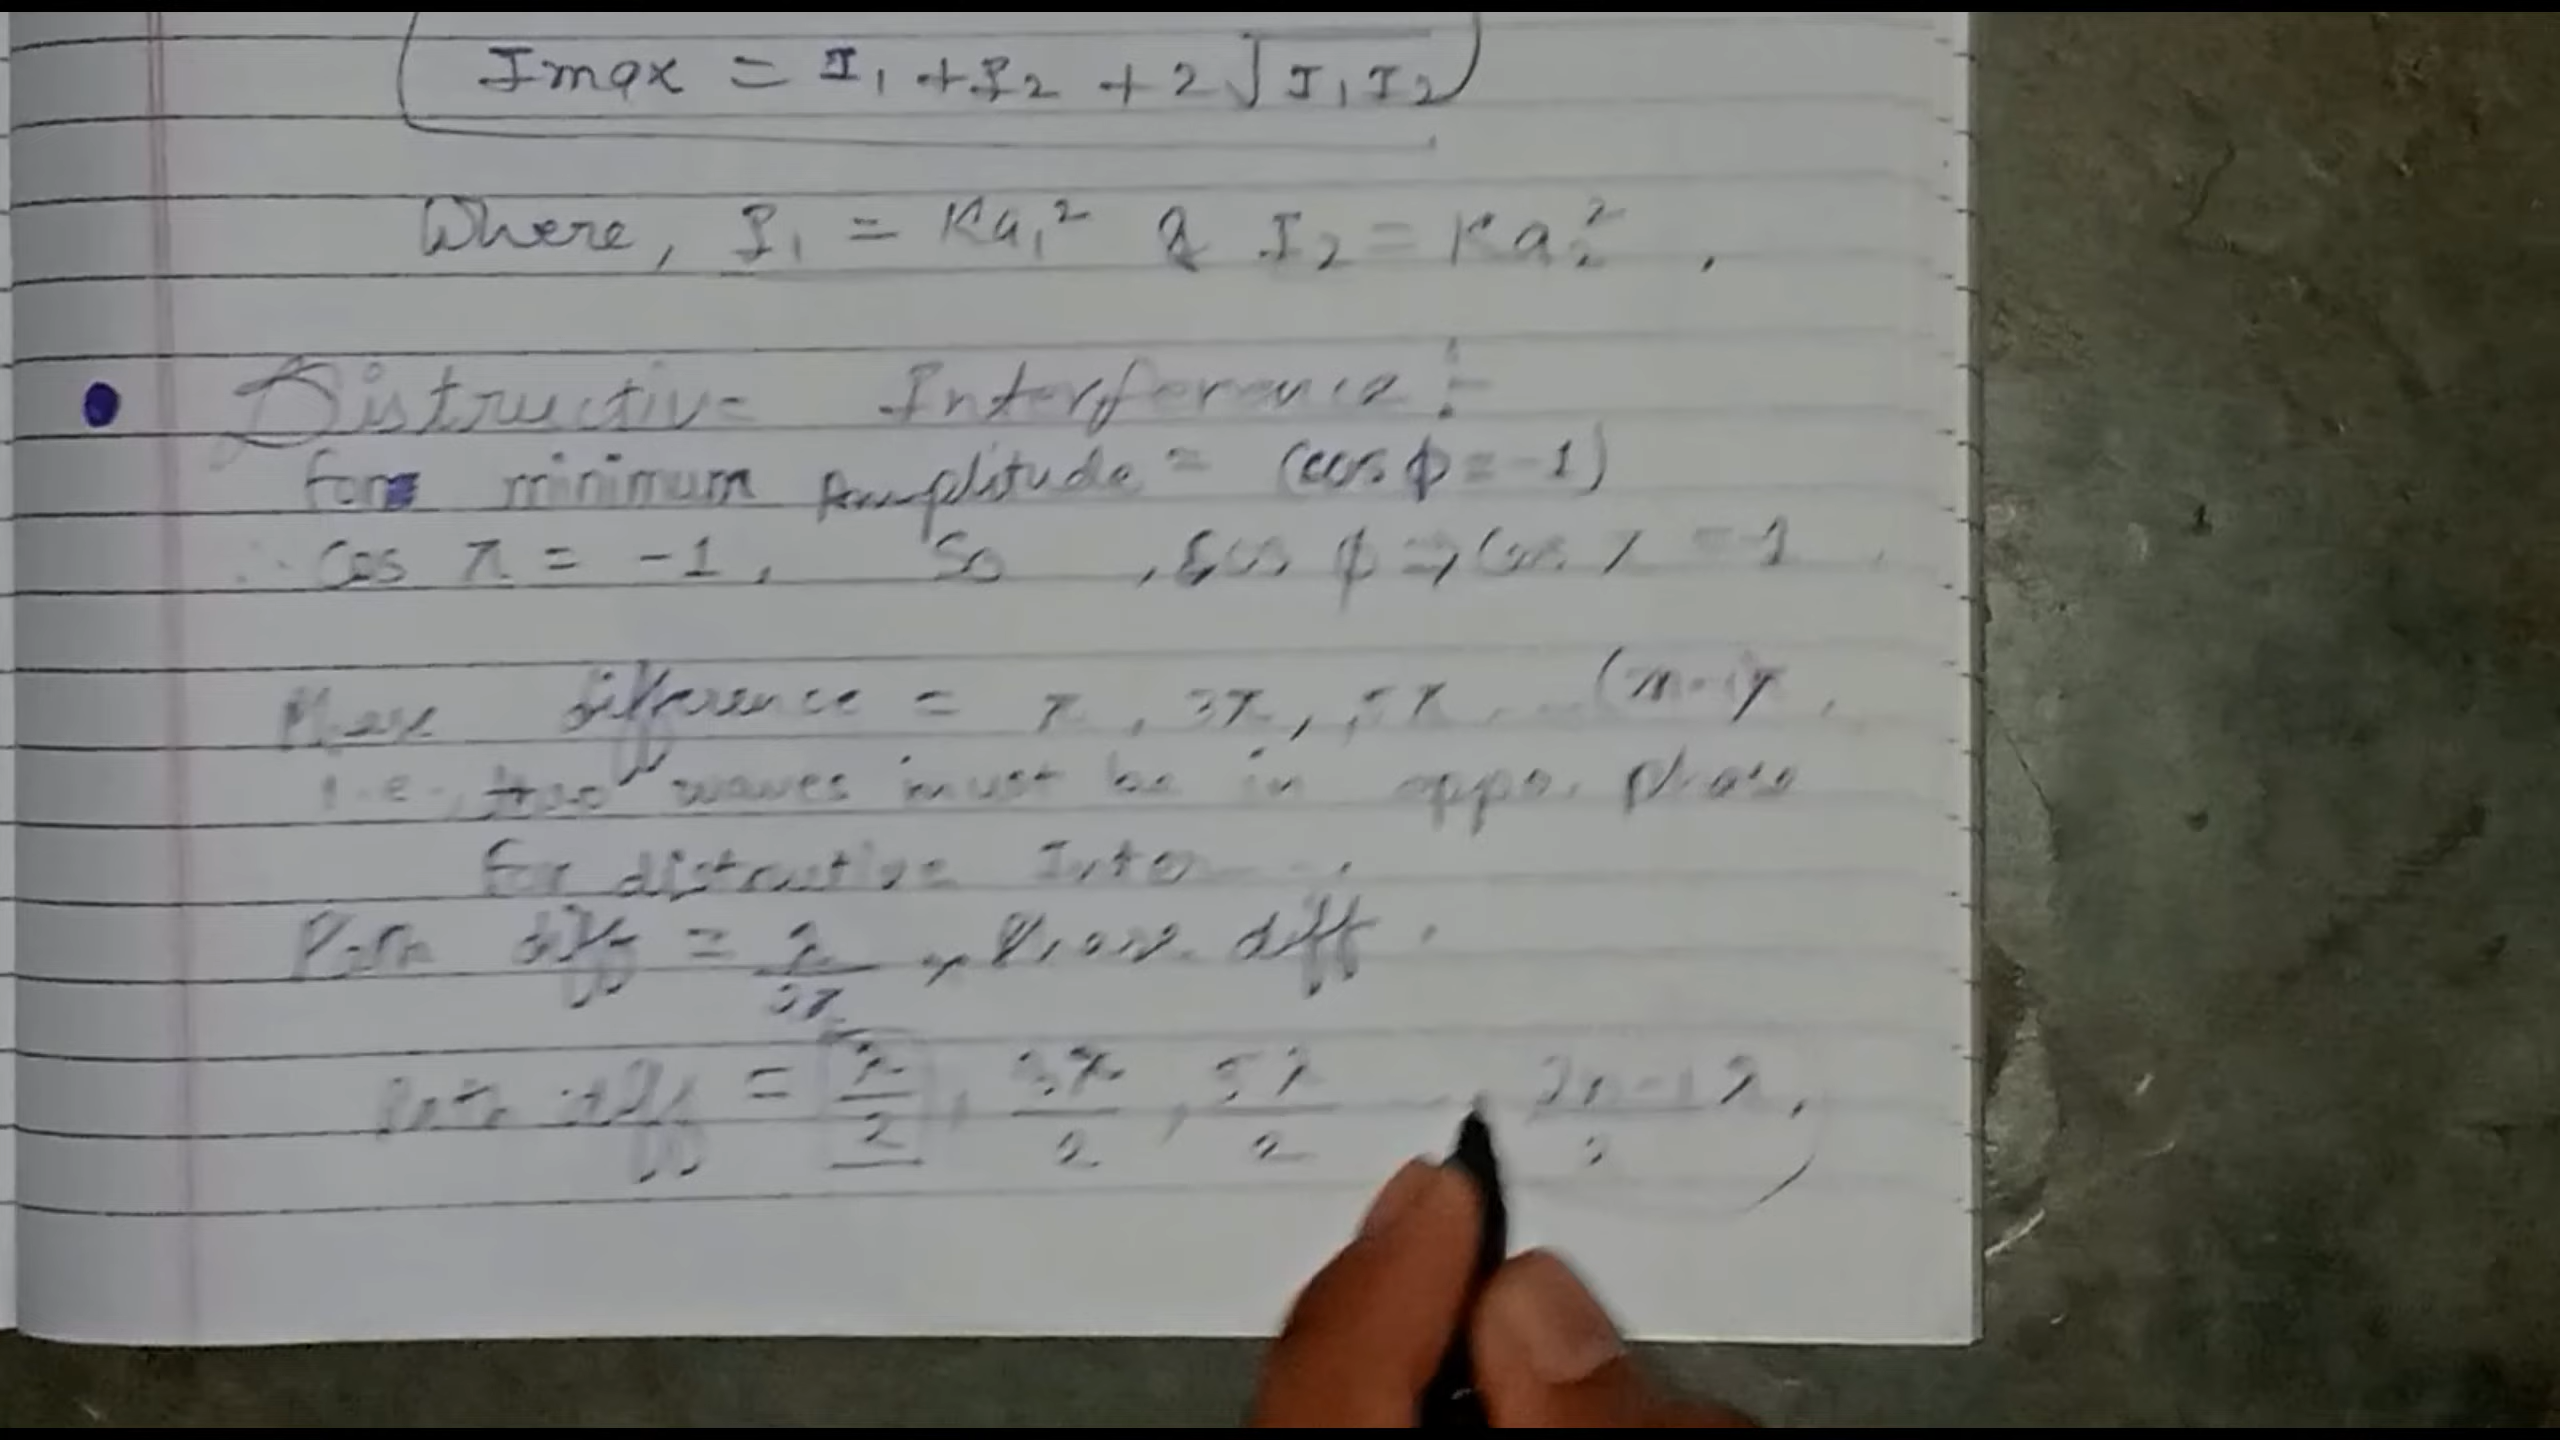 Imax = I₁ + I₂ + 2√I₁I₂
Where, I₁ = Ka₁² & I₂ = Ka₂² ,
Distructive Interference :-
for minimum Amplitude = (cos ϕ = -1)
∴ cos π = -1, So , Cos ϕ ⇒ Cos π = -1
Phase difference = π, 3π, 5π, ... (n-1)π,
i.e., two waves must be in oppo. phase
for distructive Inter
Path diff = λ/2π × Phase diff.
Path diff = λ/2, 3λ/2, 5λ/2 ... , 2n-1λ/2,